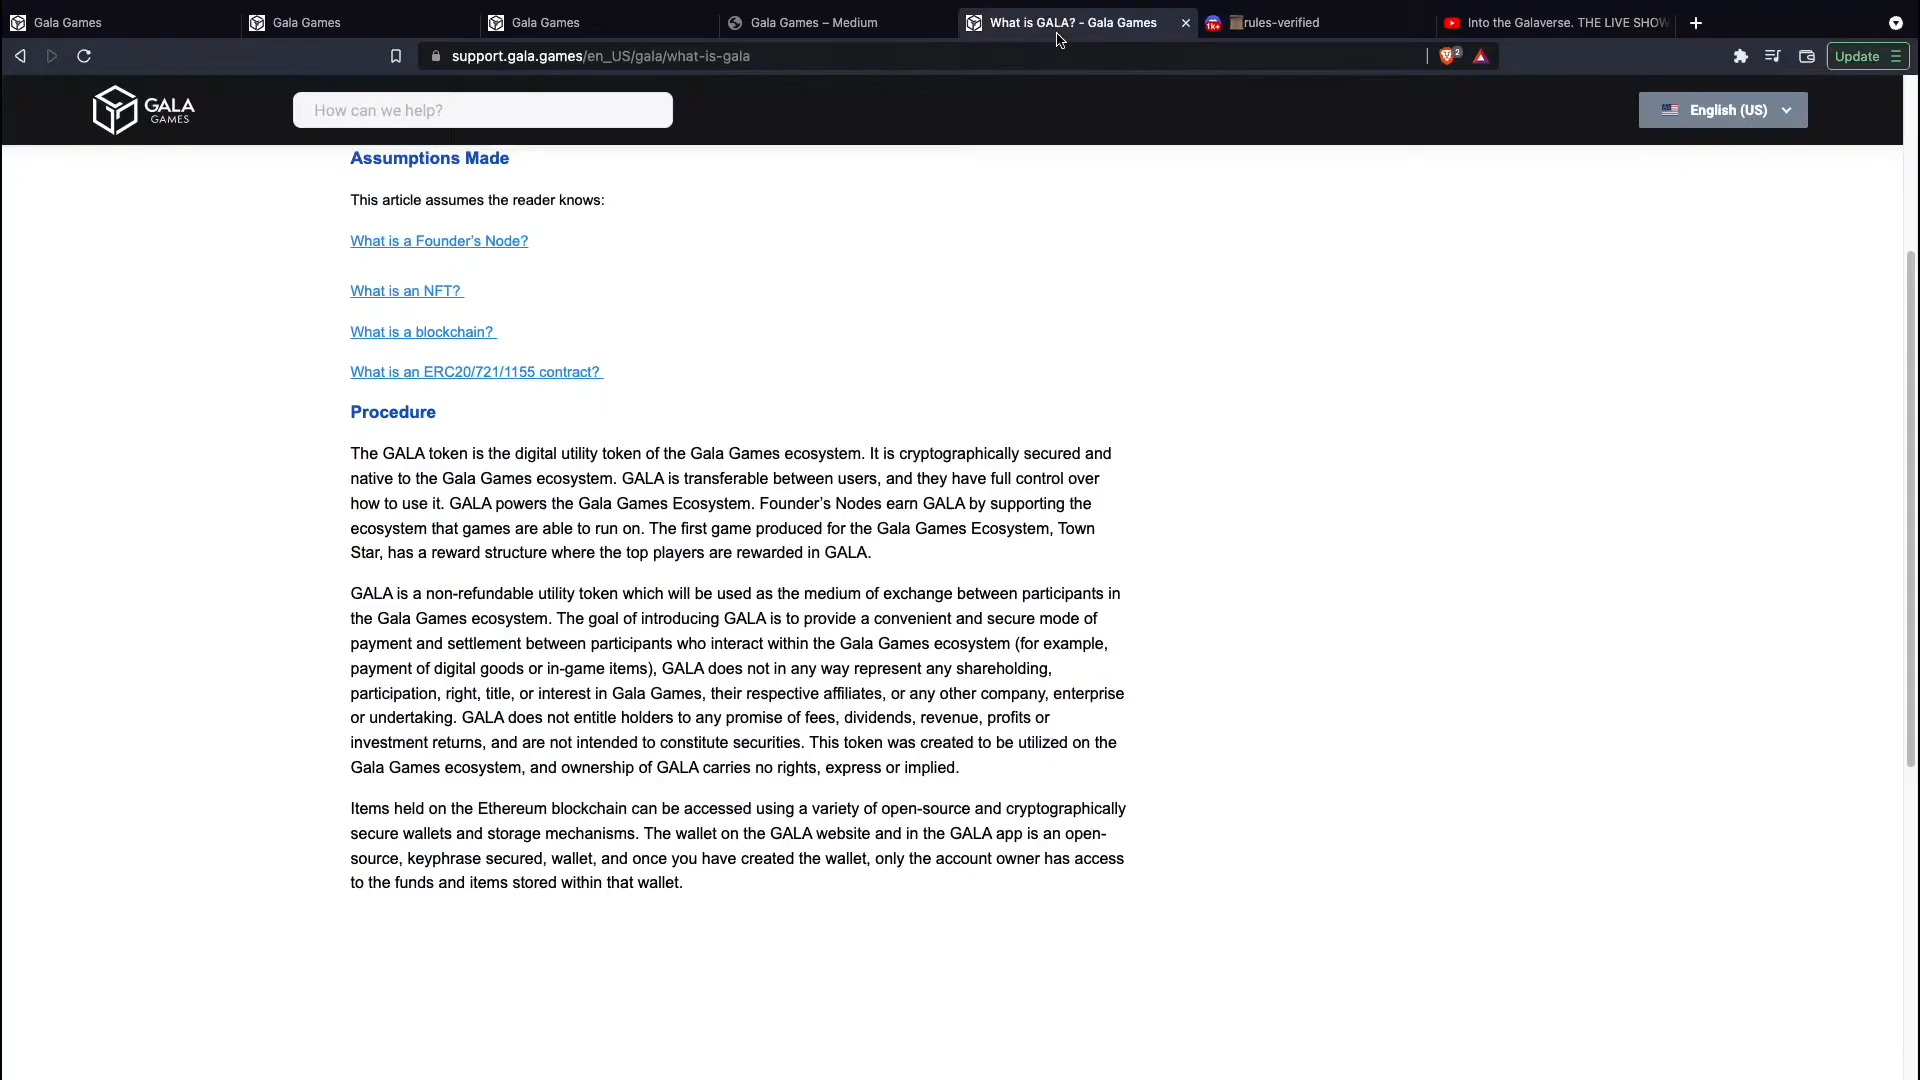 Gala Games
Gala Games
Gala Games
Gala Games – Medium
What is GALA? - Gala Games
1k+
rules-verified
Into the Galaverse. THE LIVE SHOW
support.gala.games/en_US/gala/what-is-gala
2
Update
GALA
GAMES
How can we help?
English (US)
Assumptions Made
This article assumes the reader knows:
What is a Founder’s Node?
What is an NFT?
What is a blockchain?
What is an ERC20/721/1155 contract?
Procedure
The GALA token is the digital utility token of the Gala Games ecosystem. It is cryptographically secured and
native to the Gala Games ecosystem. GALA is transferable between users, and they have full control over
how to use it. GALA powers the Gala Games Ecosystem. Founder’s Nodes earn GALA by supporting the
ecosystem that games are able to run on. The first game produced for the Gala Games Ecosystem, Town
Star, has a reward structure where the top players are rewarded in GALA.
GALA is a non-refundable utility token which will be used as the medium of exchange between participants in
the Gala Games ecosystem. The goal of introducing GALA is to provide a convenient and secure mode of
payment and settlement between participants who interact within the Gala Games ecosystem (for example,
payment of digital goods or in-game items), GALA does not in any way represent any shareholding,
participation, right, title, or interest in Gala Games, their respective affiliates, or any other company, enterprise
or undertaking. GALA does not entitle holders to any promise of fees, dividends, revenue, profits or
investment returns, and are not intended to constitute securities. This token was created to be utilized on the
Gala Games ecosystem, and ownership of GALA carries no rights, express or implied.
Items held on the Ethereum blockchain can be accessed using a variety of open-source and cryptographically
secure wallets and storage mechanisms. The wallet on the GALA website and in the GALA app is an open-
source, keyphrase secured, wallet, and once you have created the wallet, only the account owner has access
to the funds and items stored within that wallet.